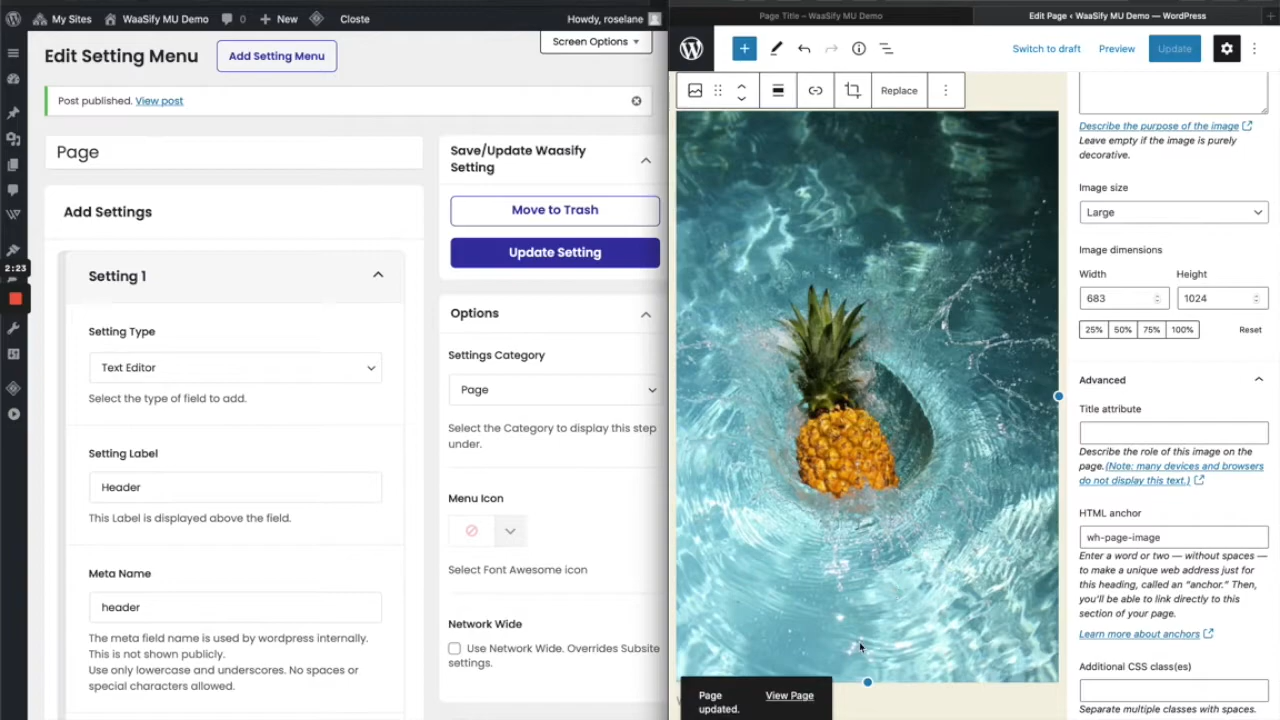 My Sites
WaaSify MU Demo
0
New
Closte
Howdy, roselane
Edit Setting Menu
Add Setting Menu
Screen Options
Post published. View post
Page
Add Settings
Setting 1
Setting Type
Text Editor
Select the type of field to add.
Setting Label
Header
This Label is displayed above the field.
Meta Name
header
The meta field name is used by wordpress internally.
This is not shown publicly.
Use only lowercase and underscores. No spaces or
special characters allowed.
2:23
Save/Update Waasify
Setting
Move to Trash
Update Setting
Options
Settings Category
Page
Select the Category to display this step
under.
Menu Icon
Select Font Awesome icon
Network Wide
Use Network Wide. Overrides Subsite
settings.
Page Title – WaaSify MU Demo
Edit Page ‹ WaaSify MU Demo — WordPress
Switch to draft
Preview
Update
Replace
Page
updated.
View Page
Describe the purpose of the image
Leave empty if the image is purely
decorative.
Image size
Large
Image dimensions
Width
Height
683
1024
25%
50%
75%
100%
Reset
Advanced
Title attribute
Describe the role of this image on the
page.(Note: many devices and browsers
do not display this text.)
HTML anchor
wh-page-image
Enter a word or two — without spaces —
to make a unique web address just for
this heading, called an “anchor.” Then,
you’ll be able to link directly to this
section of your page.
Learn more about anchors
Additional CSS class(es)
Separate multiple classes with spaces.